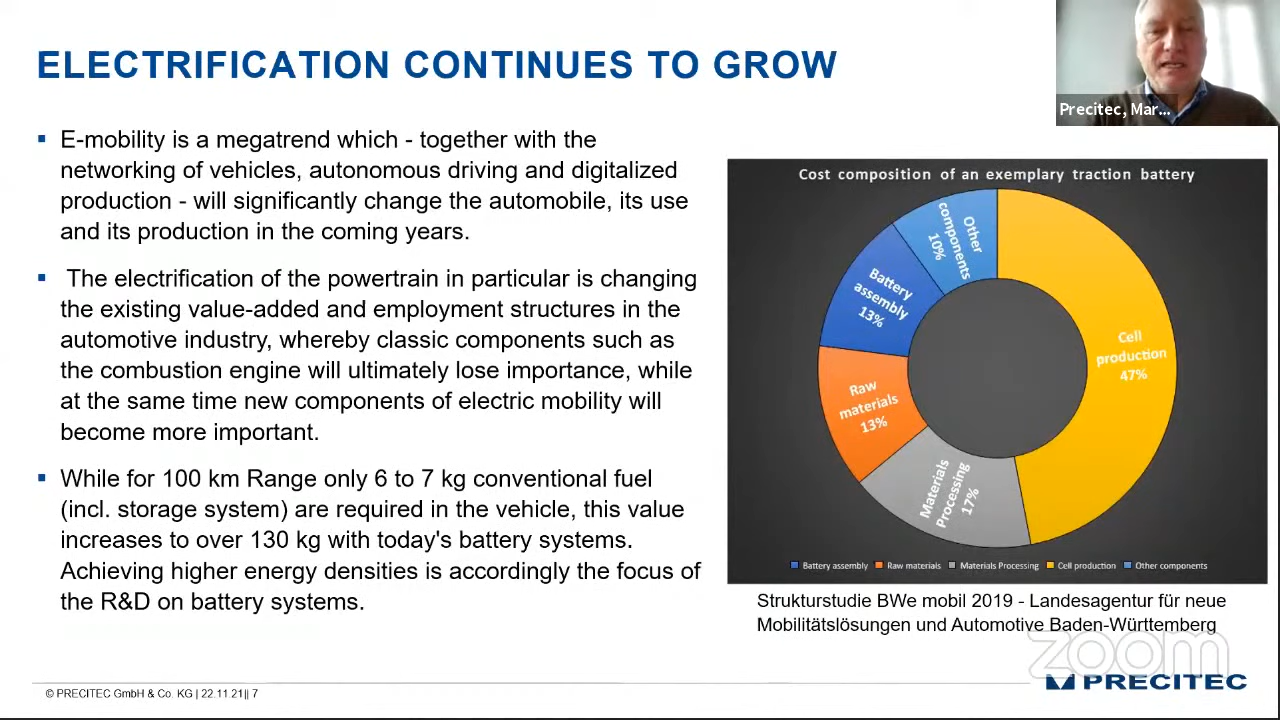 ELECTRIFICATION CONTINUES TO GROW
Precitec, Mar...
▪ E-mobility is a megatrend which - together with the
networking of vehicles, autonomous driving and digitalized
production - will significantly change the automobile, its use
and its production in the coming years.
▪ The electrification of the powertrain in particular is changing
the existing value-added and employment structures in the
automotive industry, whereby classic components such as
the combustion engine will ultimately lose importance, while
at the same time new components of electric mobility will
become more important.
▪ While for 100 km Range only 6 to 7 kg conventional fuel
(incl. storage system) are required in the vehicle, this value
increases to over 130 kg with today's battery systems.
Achieving higher energy densities is accordingly the focus of
the R&D on battery systems.
Cost composition of an exemplary traction battery
Other
components
10%
Battery
assembly
13%
Cell
production
47%
Raw
materials
13%
Materials
Processing
17%
Battery assembly Raw materials Materials Processing Cell production Other components
Strukturstudie BWe mobil 2019 - Landesagentur für neue
Mobilitätslösungen und Automotive Baden-Württemberg
zoom
© PRECITEC GmbH & Co. KG | 22.11 21|| 7
PRECITEC